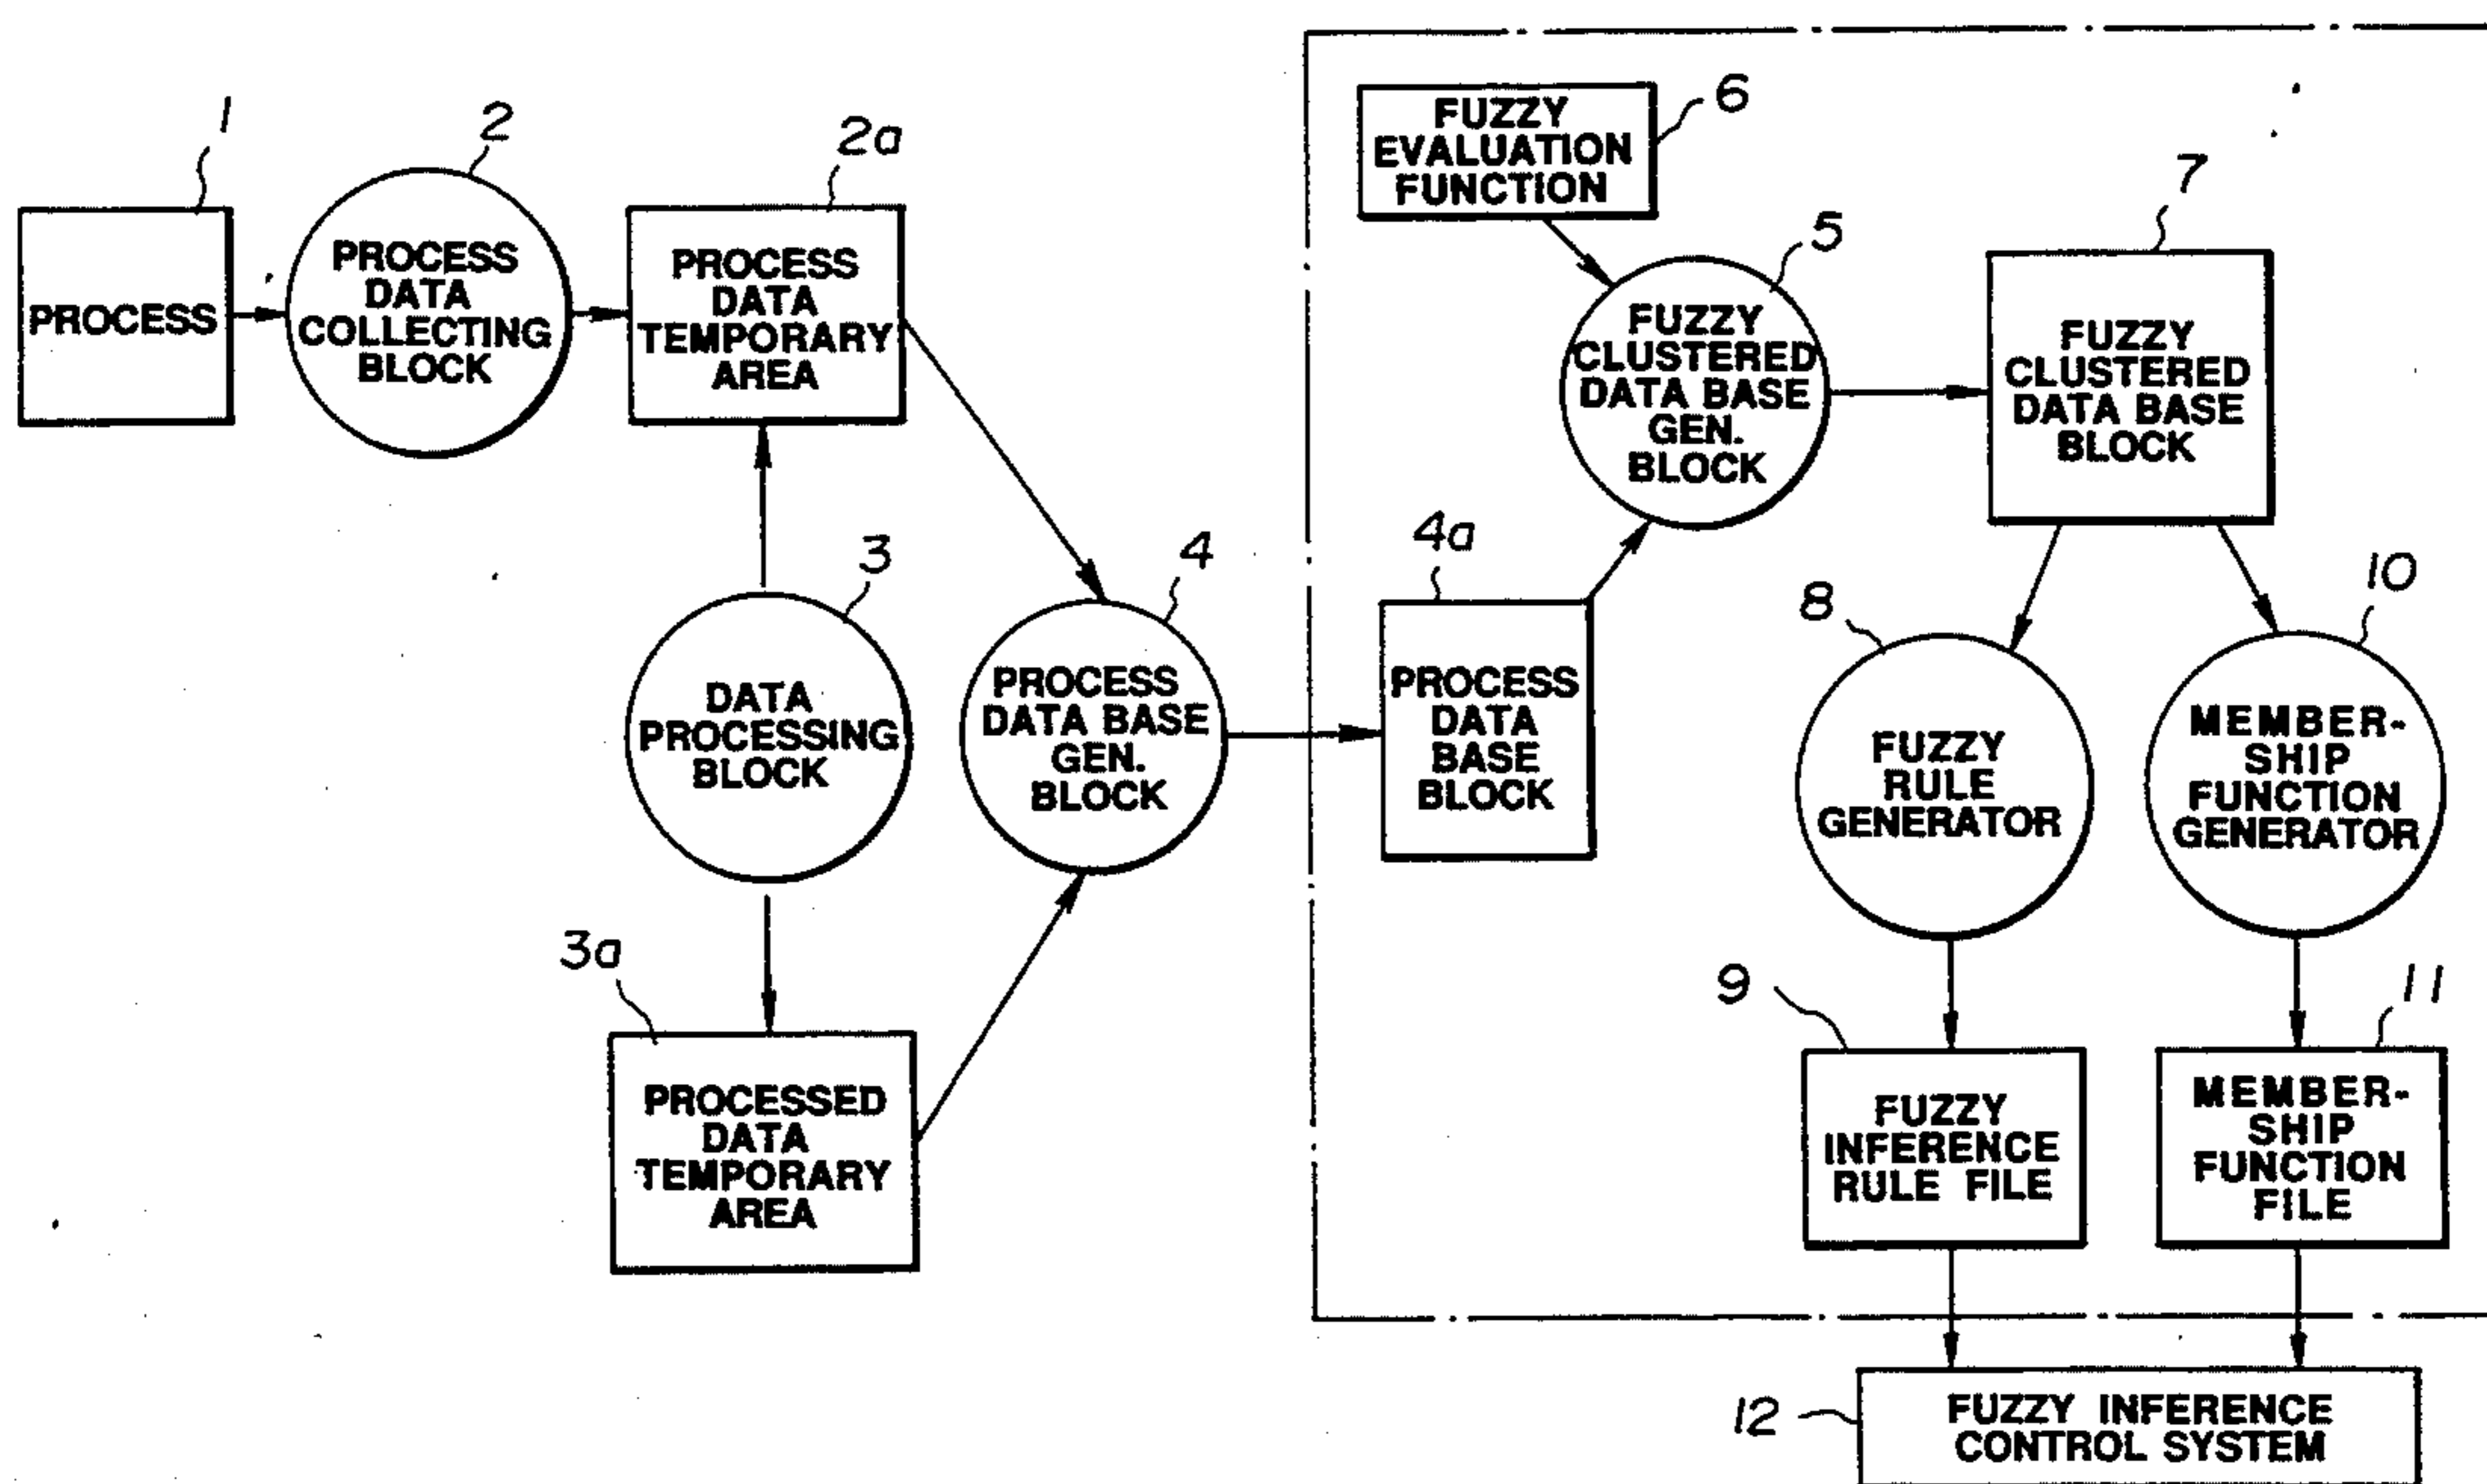 1
PROCESS
2
PROCESS
DATA
COLLECTING
BLOCK
2a
PROCESS
DATA
TEMPORARY
AREA
3
DATA
PROCESSING
BLOCK
3a
PROCESSED
DATA
TEMPORARY
AREA
4
PROCESS
DATA BASE
GEN.
BLOCK
4a
PROCESS
DATA
BASE
BLOCK
6
FUZZY
EVALUATION
FUNCTION
5
FUZZY
CLUSTERED
DATA BASE
GEN.
BLOCK
7
FUZZY
CLUSTERED
DATA BASE
BLOCK
8
FUZZY
RULE
GENERATOR
10
MEMBER-
SHIP
FUNCTION
GENERATOR
9
FUZZY
INFERENCE
RULE FILE
11
MEMBER-
SHIP
FUNCTION
FILE
12
FUZZY INFERENCE
CONTROL SYSTEM